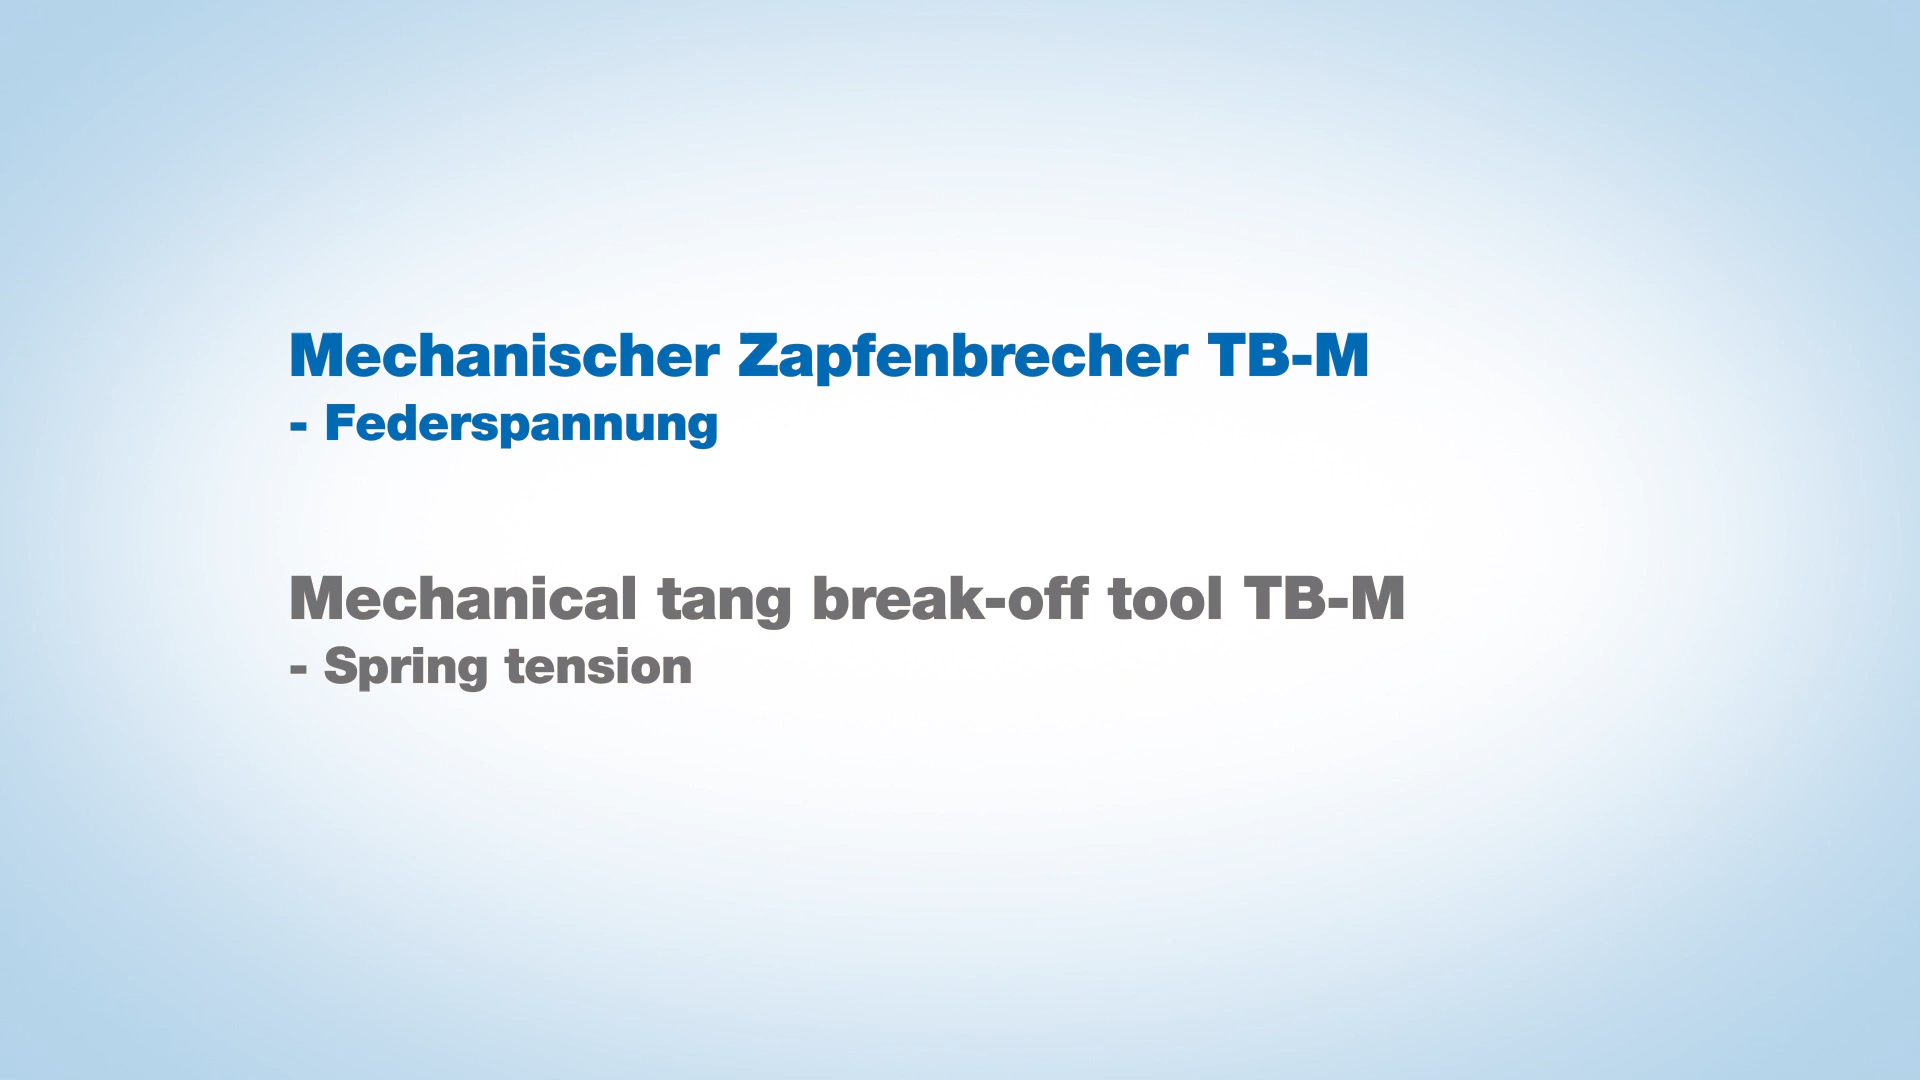 Mechanischer Zapfenbrecher TB-M
- Federspannung
Mechanical tang break-off tool TB-M
- Spring tension